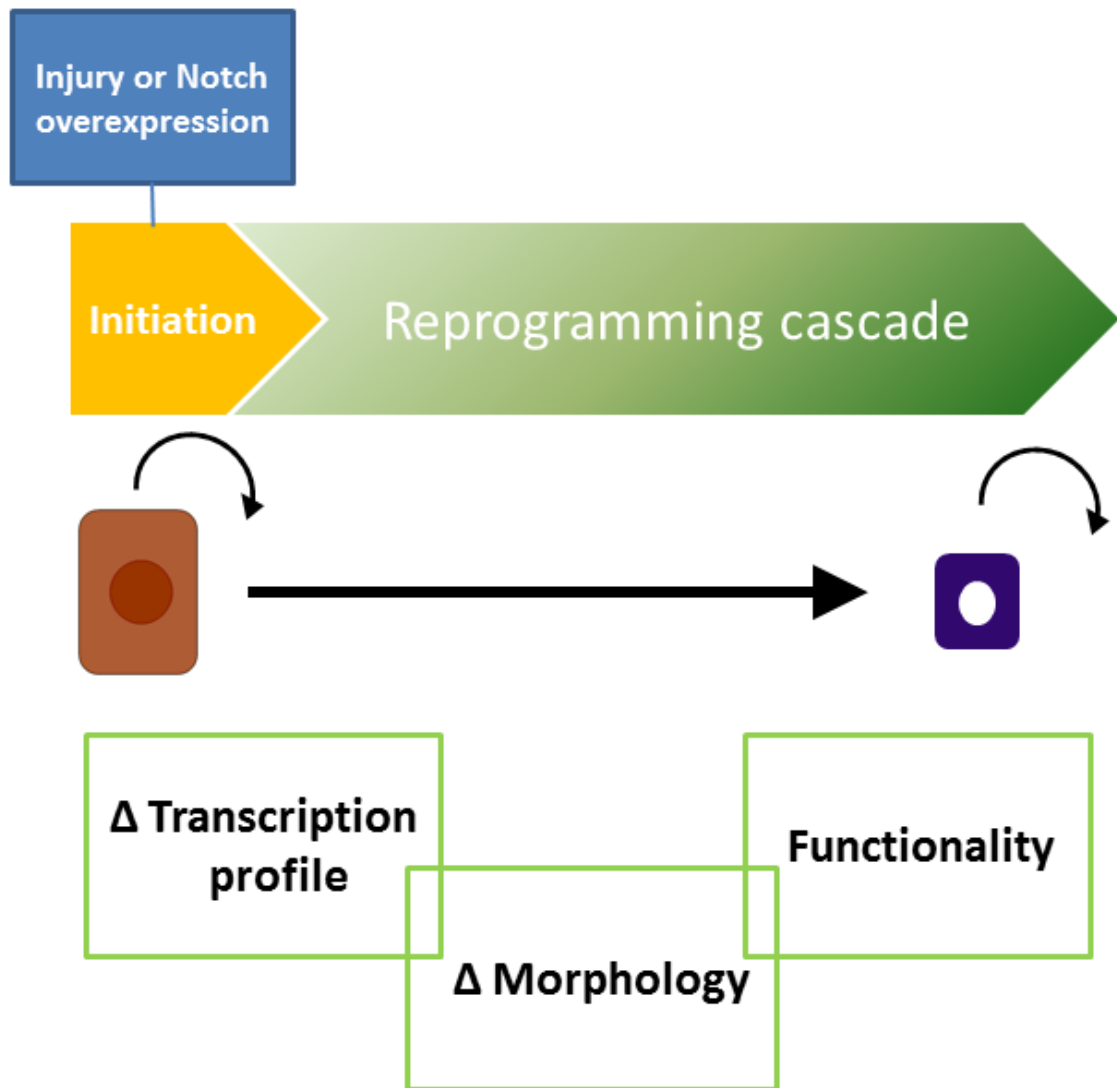 Injury or Notch
overexpression
Initiation
Reprogramming cascade
Δ Transcription
profile
Functionality
Δ Morphology